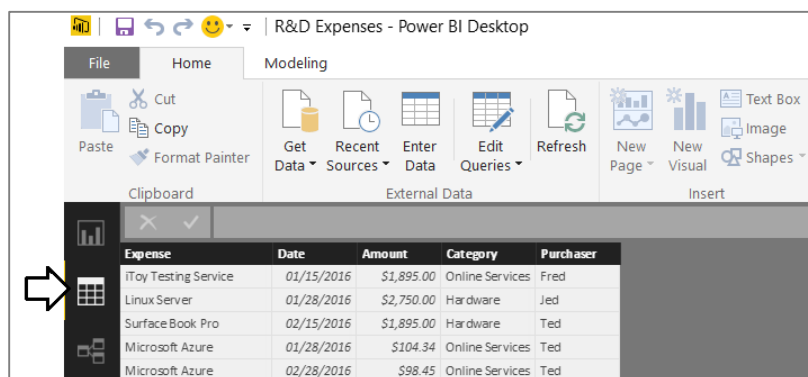 R&D Expenses - Power BI Desktop
File Home Modeling
Paste
Cut
Copy
Format Painter
Clipboard
Get Data
Recent Sources
Enter Data
Edit Queries
Refresh
External Data
New Page
New Visual
Text Box
Image
Shapes
Insert
Expense Date Amount Category Purchaser
iToy Testing Service 01/15/2016 $1,895.00 Online Services Fred
Linux Server 01/28/2016 $2,750.00 Hardware Jed
Surface Book Pro 02/15/2016 $1,895.00 Hardware Ted
Microsoft Azure 01/28/2016 $104.34 Online Services Ted
Microsoft Azure 02/28/2016 $98.45 Online Services Ted